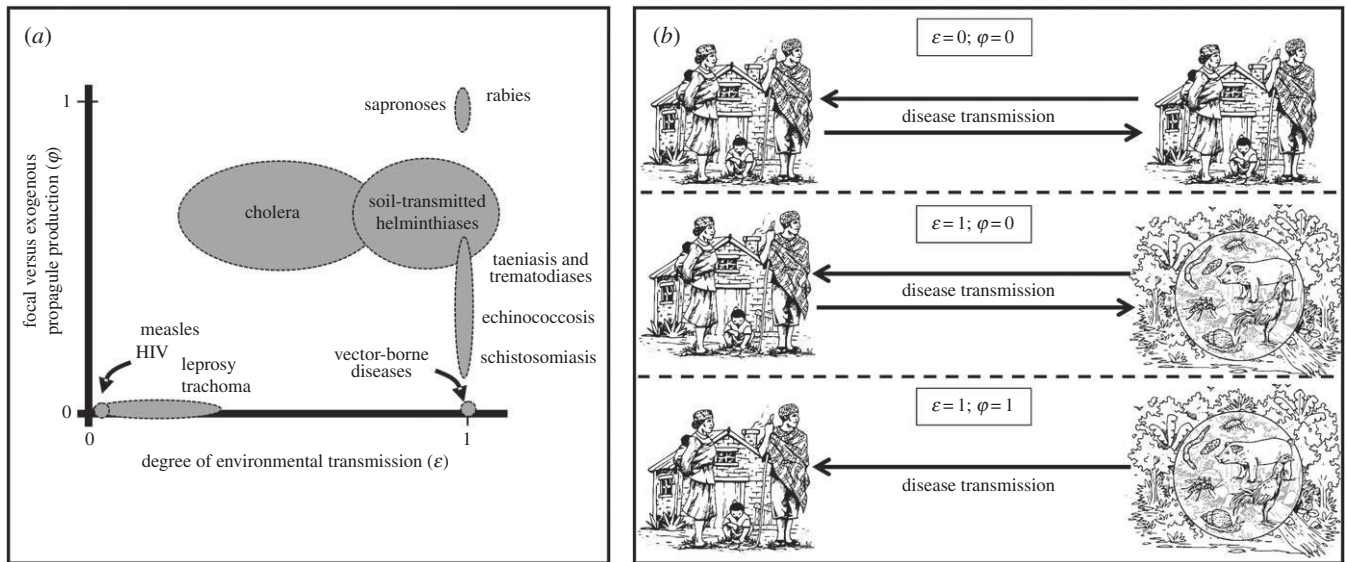 (a)
focal versus exogenous
propagule production (φ)
1
0
sapronoses
rabies
cholera
soil-transmitted
helminthiases
taeniasis and
trematodiases
echinococcosis
schistosomiasis
measles
HIV
leprosy
trachoma
vector-borne
diseases
0
1
degree of environmental transmission (ε)
(b)
ε=0; φ=0
disease transmission
ε=1; φ=0
disease transmission
ε=1; φ=1
disease transmission